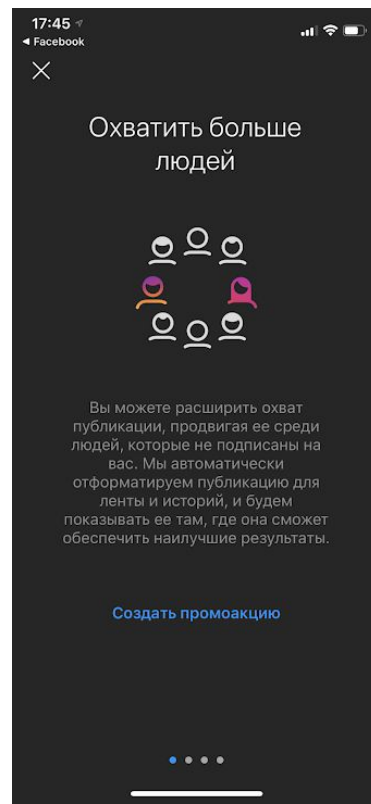 17:45
◀ Facebook
Охватить больше
людей
Вы можете расширить охват
публикации, продвигая ее среди
людей, которые не подписаны на
вас. Мы автоматически
отформатируем публикацию для
ленты и историй, и будем
показывать ее там, где она сможет
обеспечить наилучшие результаты.
Создать промоакцию